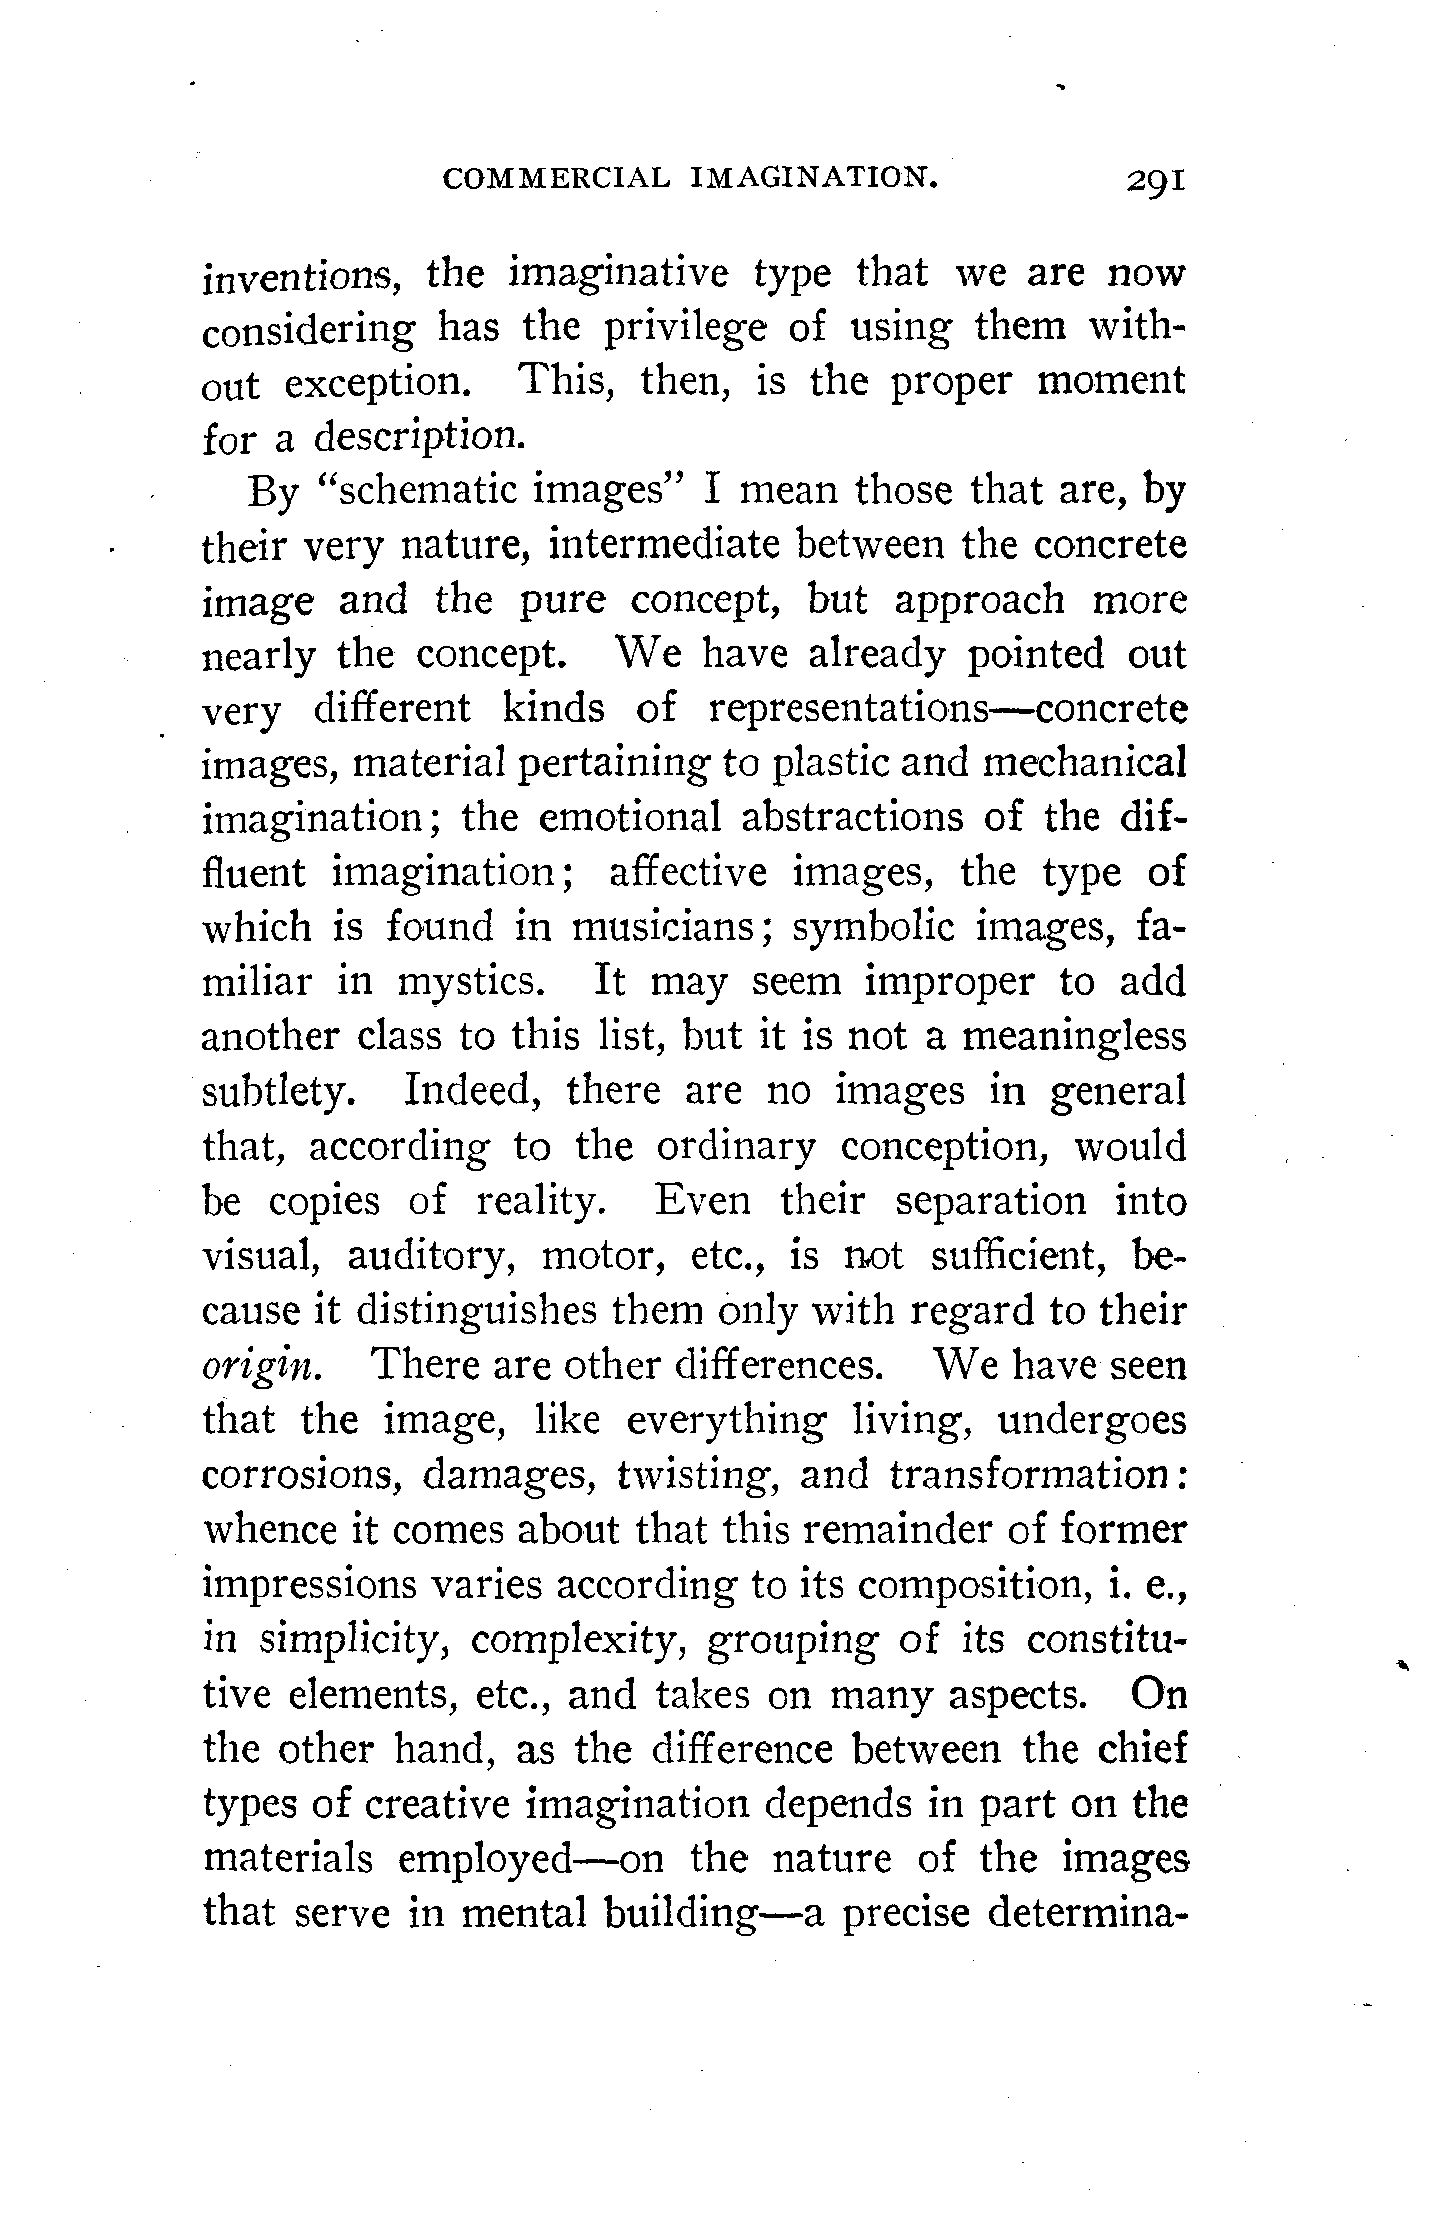 COMMERCIAL IMAGINATION. 291
inventions, the imaginative type that we are now
considering has the privilege of using them with-
out exception. This, then, is the proper moment
for a description.
By “schematic images” I mean those that are, by
their very nature, intermediate between the concrete
image and the pure concept, but approach more
nearly the concept. We have already pointed out
very different kinds of representations—concrete
images, material pertaining to plastic and mechanical
imagination; the emotional abstractions of the dif-
fluent imagination; affective images, the type of
which is found in musicians; symbolic images, fa-
miliar in mystics. It may seem improper to add
another class to this list, but it is not a meaningless
subtlety. Indeed, there are no images in general
that, according to the ordinary conception, would
be copies of reality. Even their separation into
visual, auditory, motor, etc., is not sufficient, be-
cause it distinguishes them only with regard to their
origin. There are other differences. We have seen
that the image, like everything living, undergoes
corrosions, damages, twisting, and transformation:
whence it comes about that this remainder of former
impressions varies according to its composition, i. e.,
in simplicity, complexity, grouping of its constitu-
tive elements, etc., and takes on many aspects. On
the other hand, as the difference between the chief
types of creative imagination depends in part on the
materials employed—on the nature of the images
that serve in mental building—a precise determina-